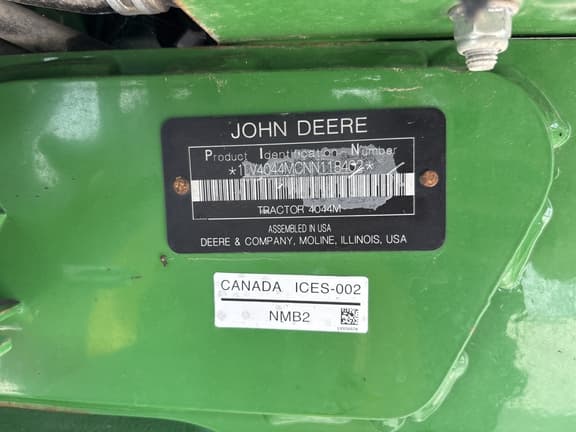 JOHN DEERE
Product Identification Number
*1LV4044MCNN118402*
TRACTOR 4044M
ASSEMBLED IN USA
DEERE & COMPANY, MOLINE, ILLINOIS, USA
CANADA ICES-002
NMB2